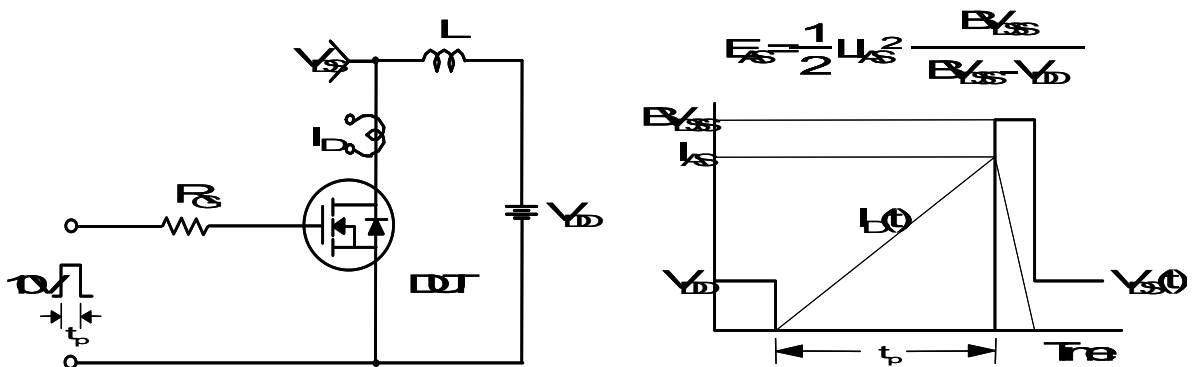 V_DS
L
I_D
R_G
V_DD
10V
DUT
t_p
E_AS = 1/2 L I_AS² BV_DSS / (BV_DSS - V_DD)
BV_DSS
I_AS
I_D(t)
V_DD
V_DS(t)
t_p
Time